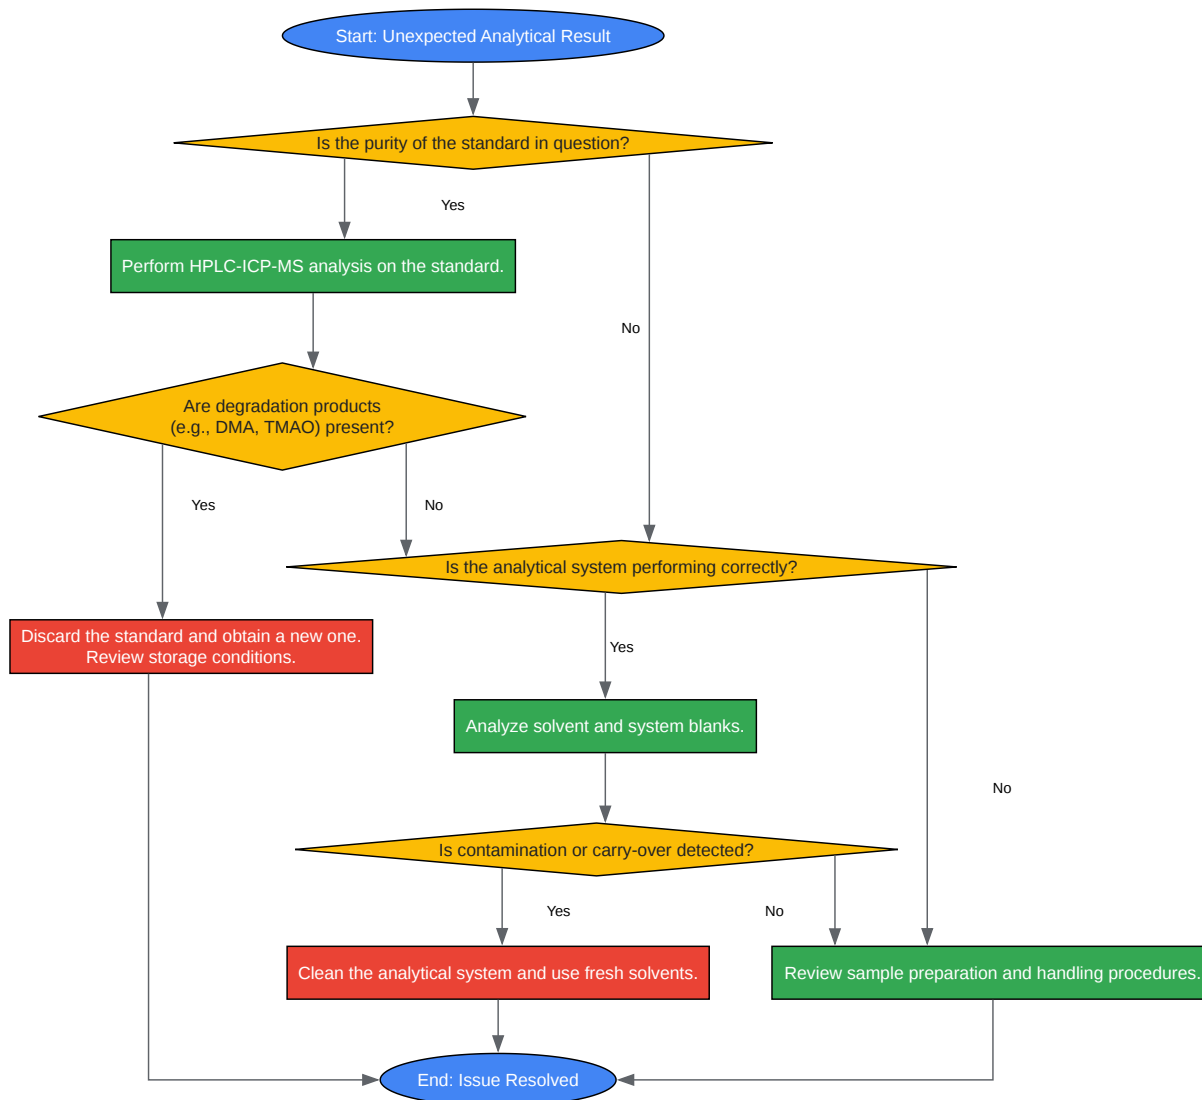 Start: Unexpected Analytical Result
Is the purity of the standard in question?
Yes
Perform HPLC-ICP-MS analysis on the standard.
No
Are degradation products
(e.g., DMA, TMAO) present?
Yes
No
Is the analytical system performing correctly?
Discard the standard and obtain a new one.
Review storage conditions.
Yes
Analyze solvent and system blanks.
No
Is contamination or carry-over detected?
Yes
No
Clean the analytical system and use fresh solvents.
Review sample preparation and handling procedures.
End: Issue Resolved